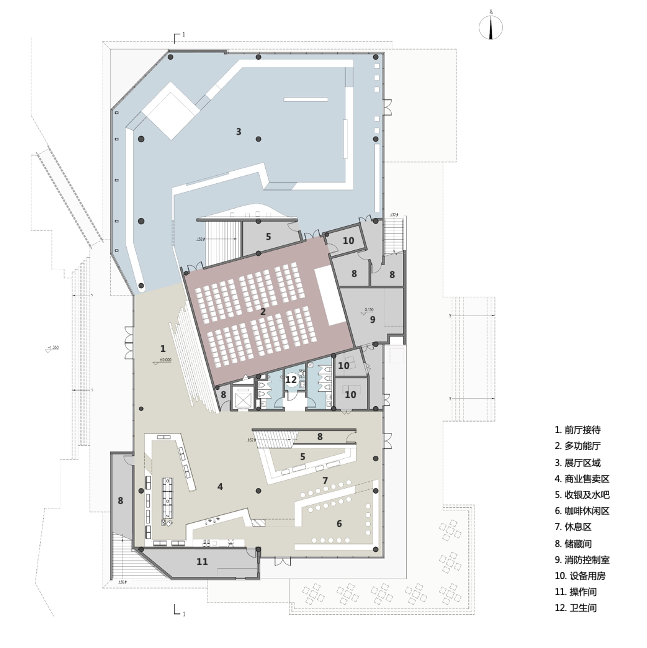 1
3
5
10
8
8
2
9
1
±0.000
10
12
8
10
8
5
4
7
8
6
11
1
1. 前厅接待
2. 多功能厅
3. 展厅区域
4. 商业售卖区
5. 收银及水吧
6. 咖啡休闲区
7. 休息区
8. 储藏间
9. 消防控制室
10. 设备用房
11. 操作间
12. 卫生间